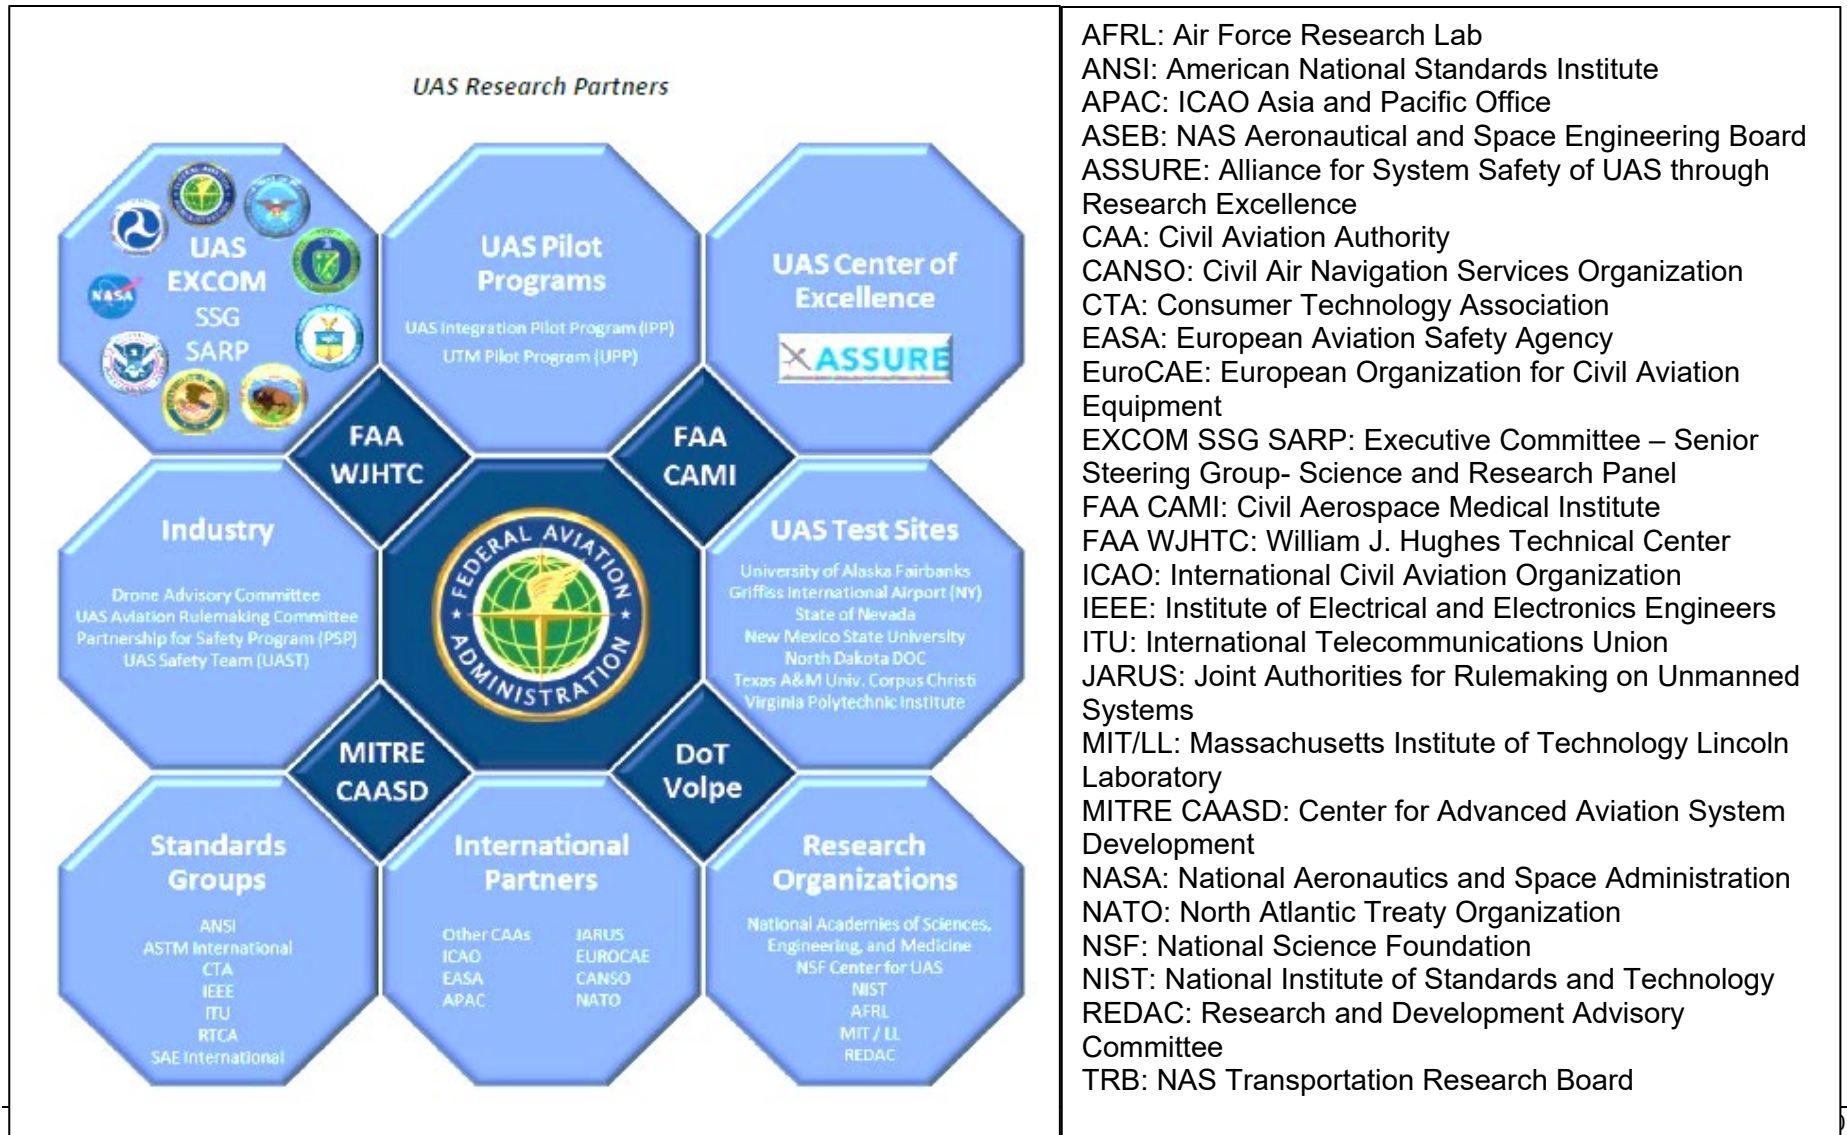 UAS Research Partners
UAS
EXCOM
SSG
SARP
NASA
UAS Pilot
Programs
UAS Integration Pilot Program (IPP)
UTM Pilot Program (UPP)
UAS Center of
Excellence
ASSURE
FAA
WJHTC
FAA
CAMI
Industry
Drone Advisory Committee
UAS Aviation Rulemaking Committee
Partnership for Safety Program (PSP)
UAS Safety Team (UAST)
FEDERAL AVIATION
ADMINISTRATION
UAS Test Sites
University of Alaska Fairbanks
Griffiss International Airport (NY)
State of Nevada
New Mexico State University
North Dakota DOC
Texas A&M Univ. Corpus Christi
Virginia Polytechnic Institute
MITRE
CAASD
DoT
Volpe
Standards
Groups
ANSI
ASTM International
CTA
IEEE
ITU
RTCA
SAE International
International
Partners
Other CAAs
ICAO
EASA
APAC
JARUS
EUROCAE
CANSO
NATO
Research
Organizations
National Academies of Sciences,
Engineering, and Medicine
NSF Center for UAS
NIST
AFRL
MIT / LL
REDAC
AFRL: Air Force Research Lab
ANSI: American National Standards Institute
APAC: ICAO Asia and Pacific Office
ASEB: NAS Aeronautical and Space Engineering Board
ASSURE: Alliance for System Safety of UAS through
Research Excellence
CAA: Civil Aviation Authority
CANSO: Civil Air Navigation Services Organization
CTA: Consumer Technology Association
EASA: European Aviation Safety Agency
EuroCAE: European Organization for Civil Aviation
Equipment
EXCOM SSG SARP: Executive Committee – Senior
Steering Group- Science and Research Panel
FAA CAMI: Civil Aerospace Medical Institute
FAA WJHTC: William J. Hughes Technical Center
ICAO: International Civil Aviation Organization
IEEE: Institute of Electrical and Electronics Engineers
ITU: International Telecommunications Union
JARUS: Joint Authorities for Rulemaking on Unmanned
Systems
MIT/LL: Massachusetts Institute of Technology Lincoln
Laboratory
MITRE CAASD: Center for Advanced Aviation System
Development
NASA: National Aeronautics and Space Administration
NATO: North Atlantic Treaty Organization
NSF: National Science Foundation
NIST: National Institute of Standards and Technology
REDAC: Research and Development Advisory
Committee
TRB: NAS Transportation Research Board